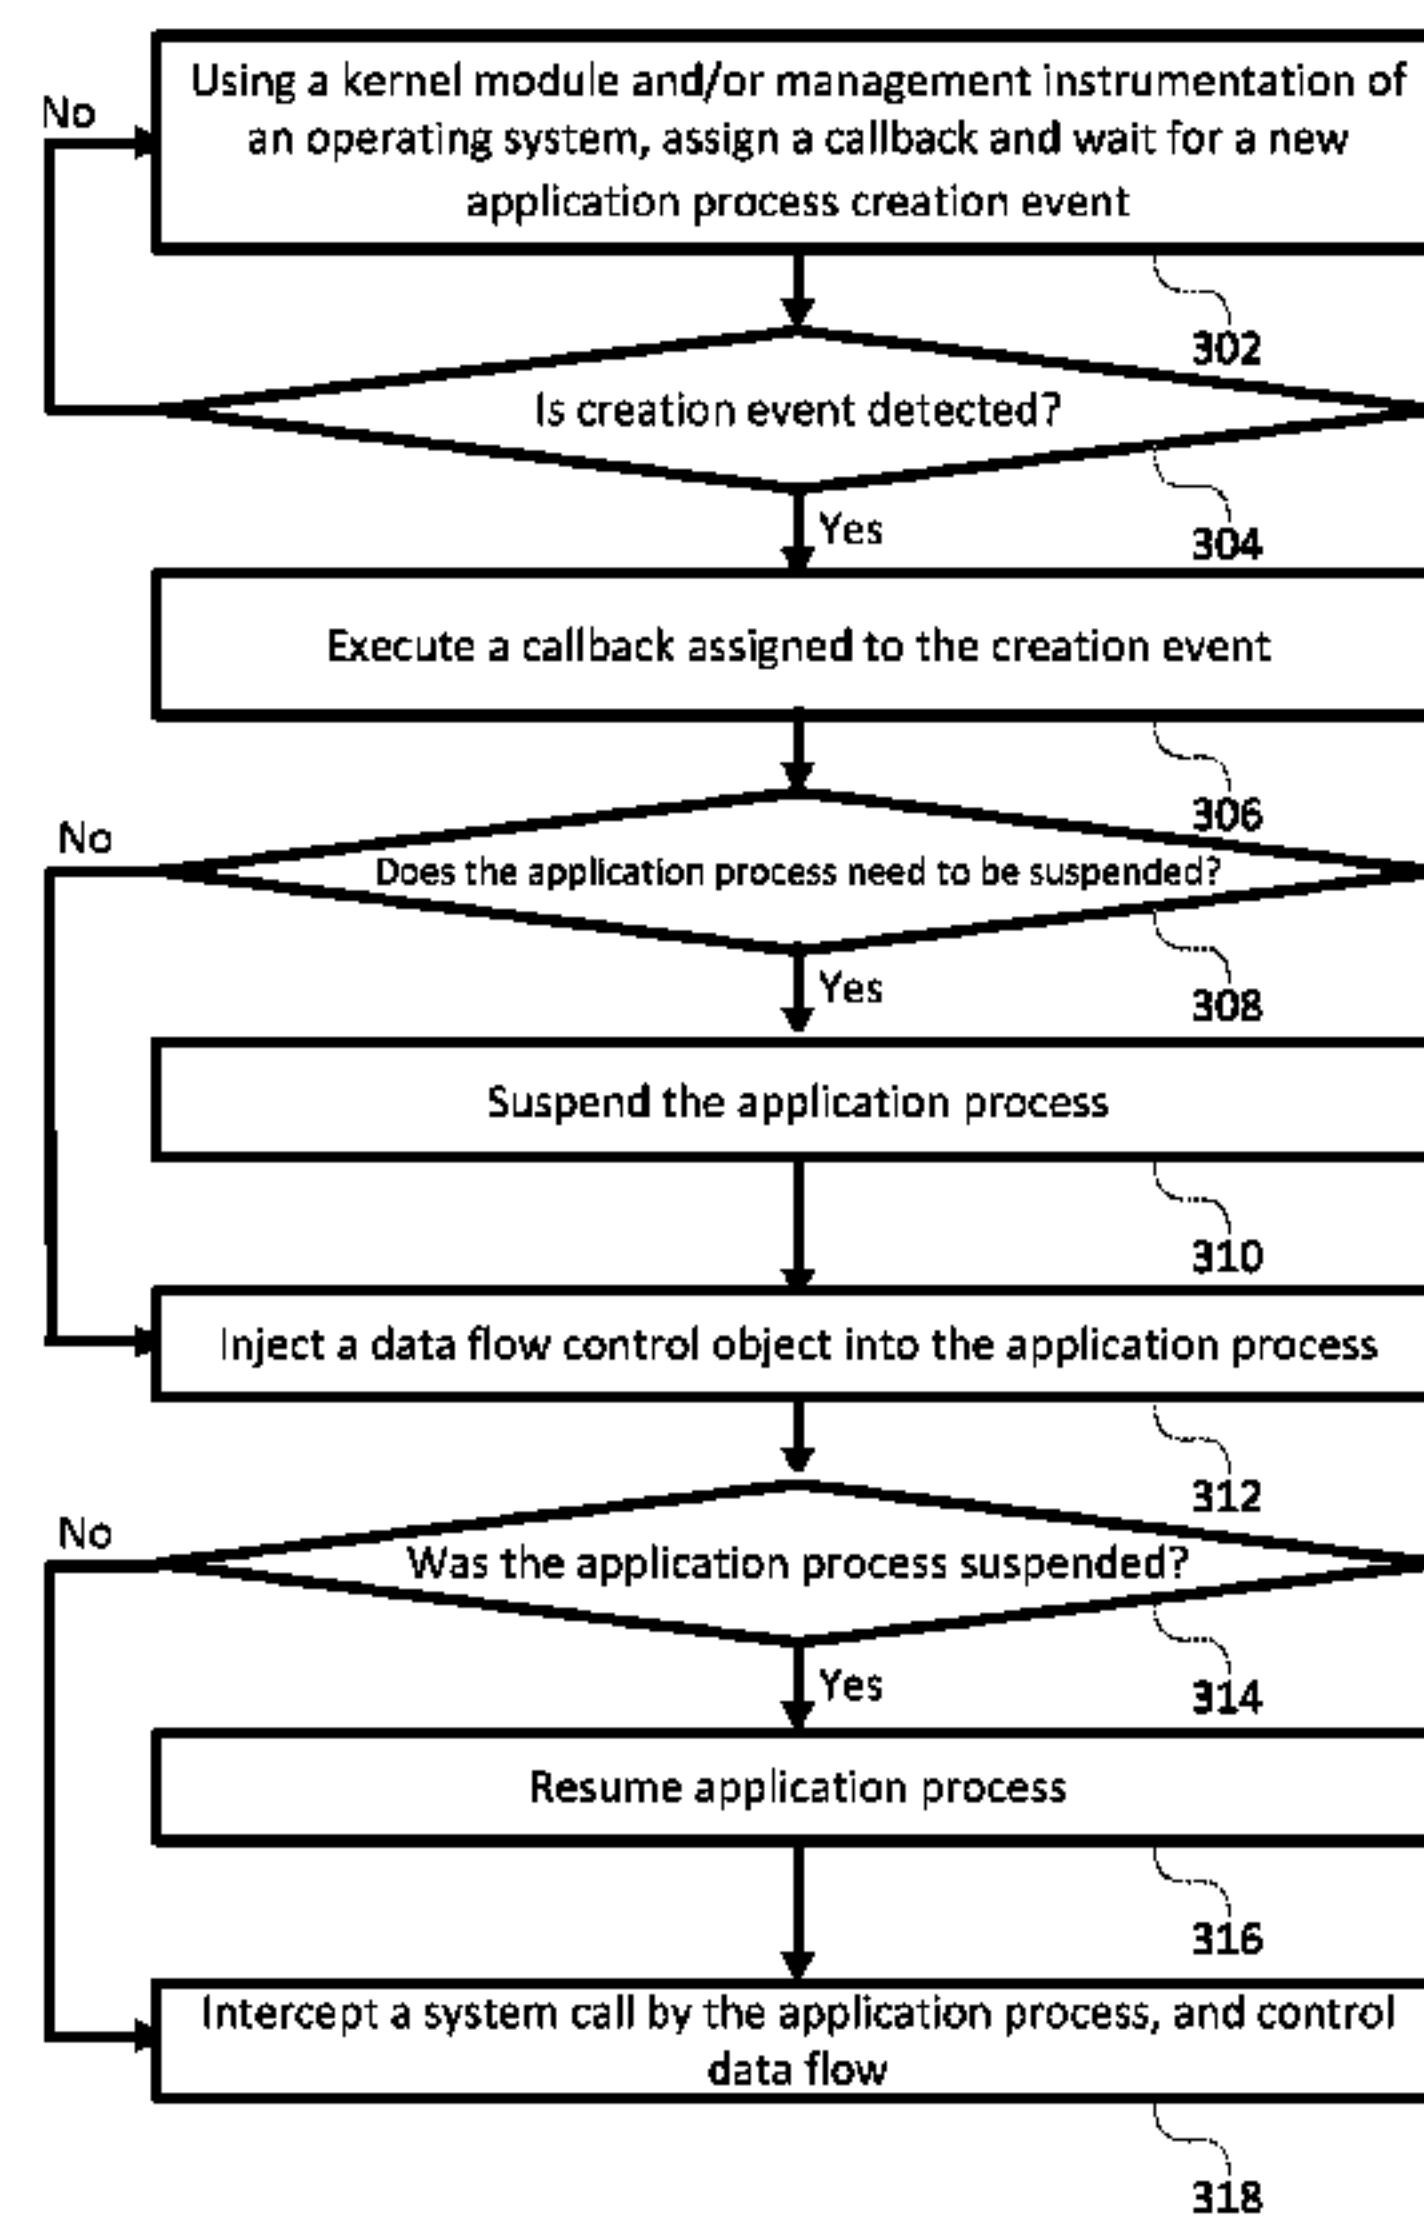 Using a kernel module and/or management instrumentation of
an operating system, assign a callback and wait for a new
application process creation event
No
302
Is creation event detected?
Yes
304
Execute a callback assigned to the creation event
306
No
Does the application process need to be suspended?
Yes
308
Suspend the application process
310
Inject a data flow control object into the application process
312
No
Was the application process suspended?
Yes
314
Resume application process
316
Intercept a system call by the application process, and control
data flow
318